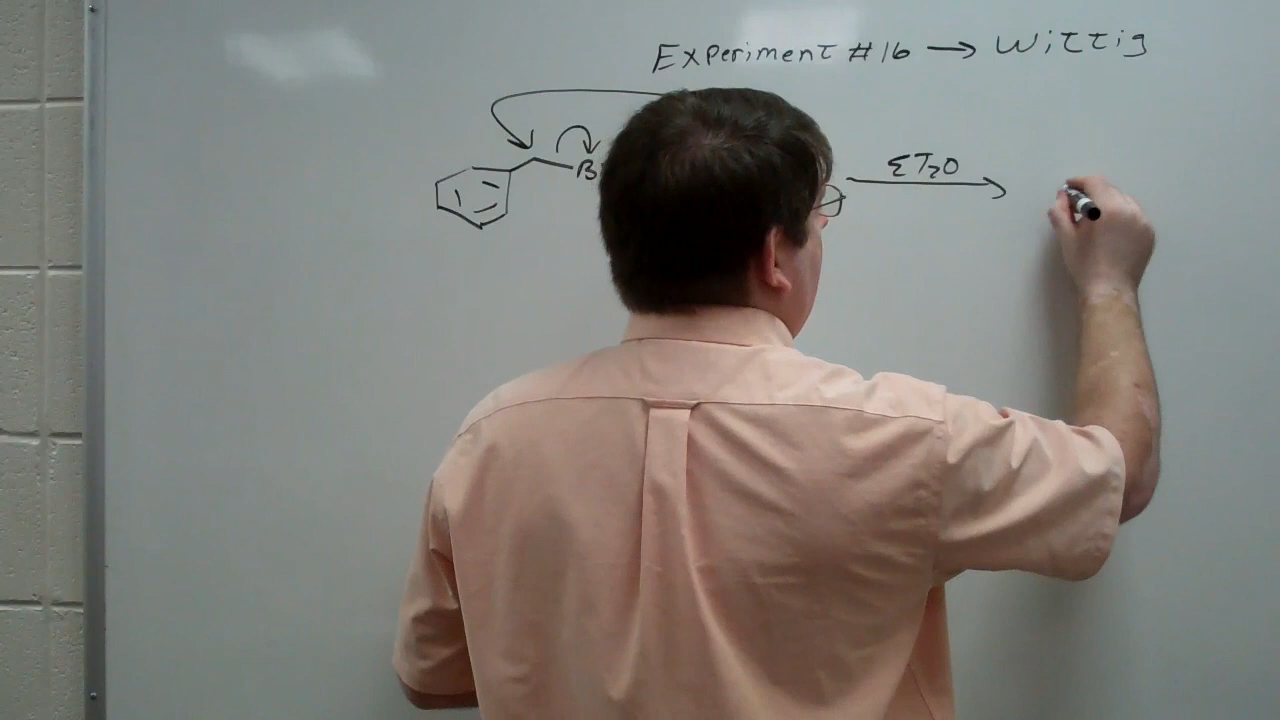 Experiment #16 → Wittig
Et₂O
Br